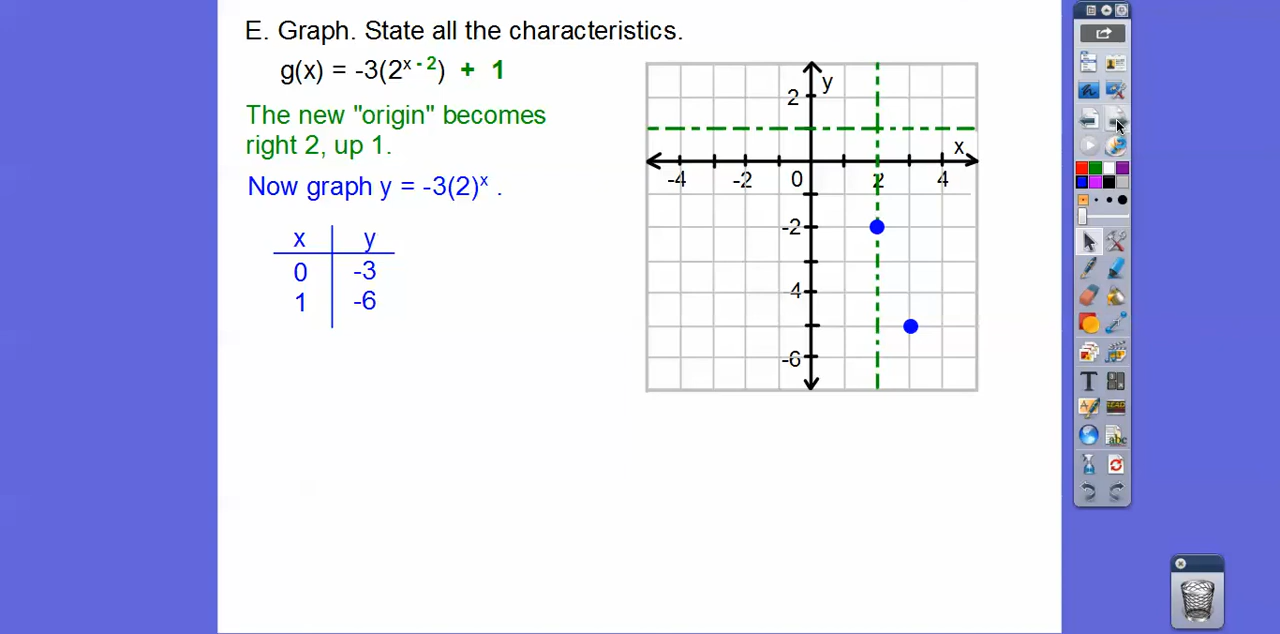 E. Graph. State all the characteristics.
g(x) = -3(2ˣ⁻²) + 1
The new "origin" becomes
right 2, up 1.
Now graph y = -3(2)ˣ .
x y
0 -3
1 -6
y
2
x
-4 -2 0 2 4
-2
-4
-6